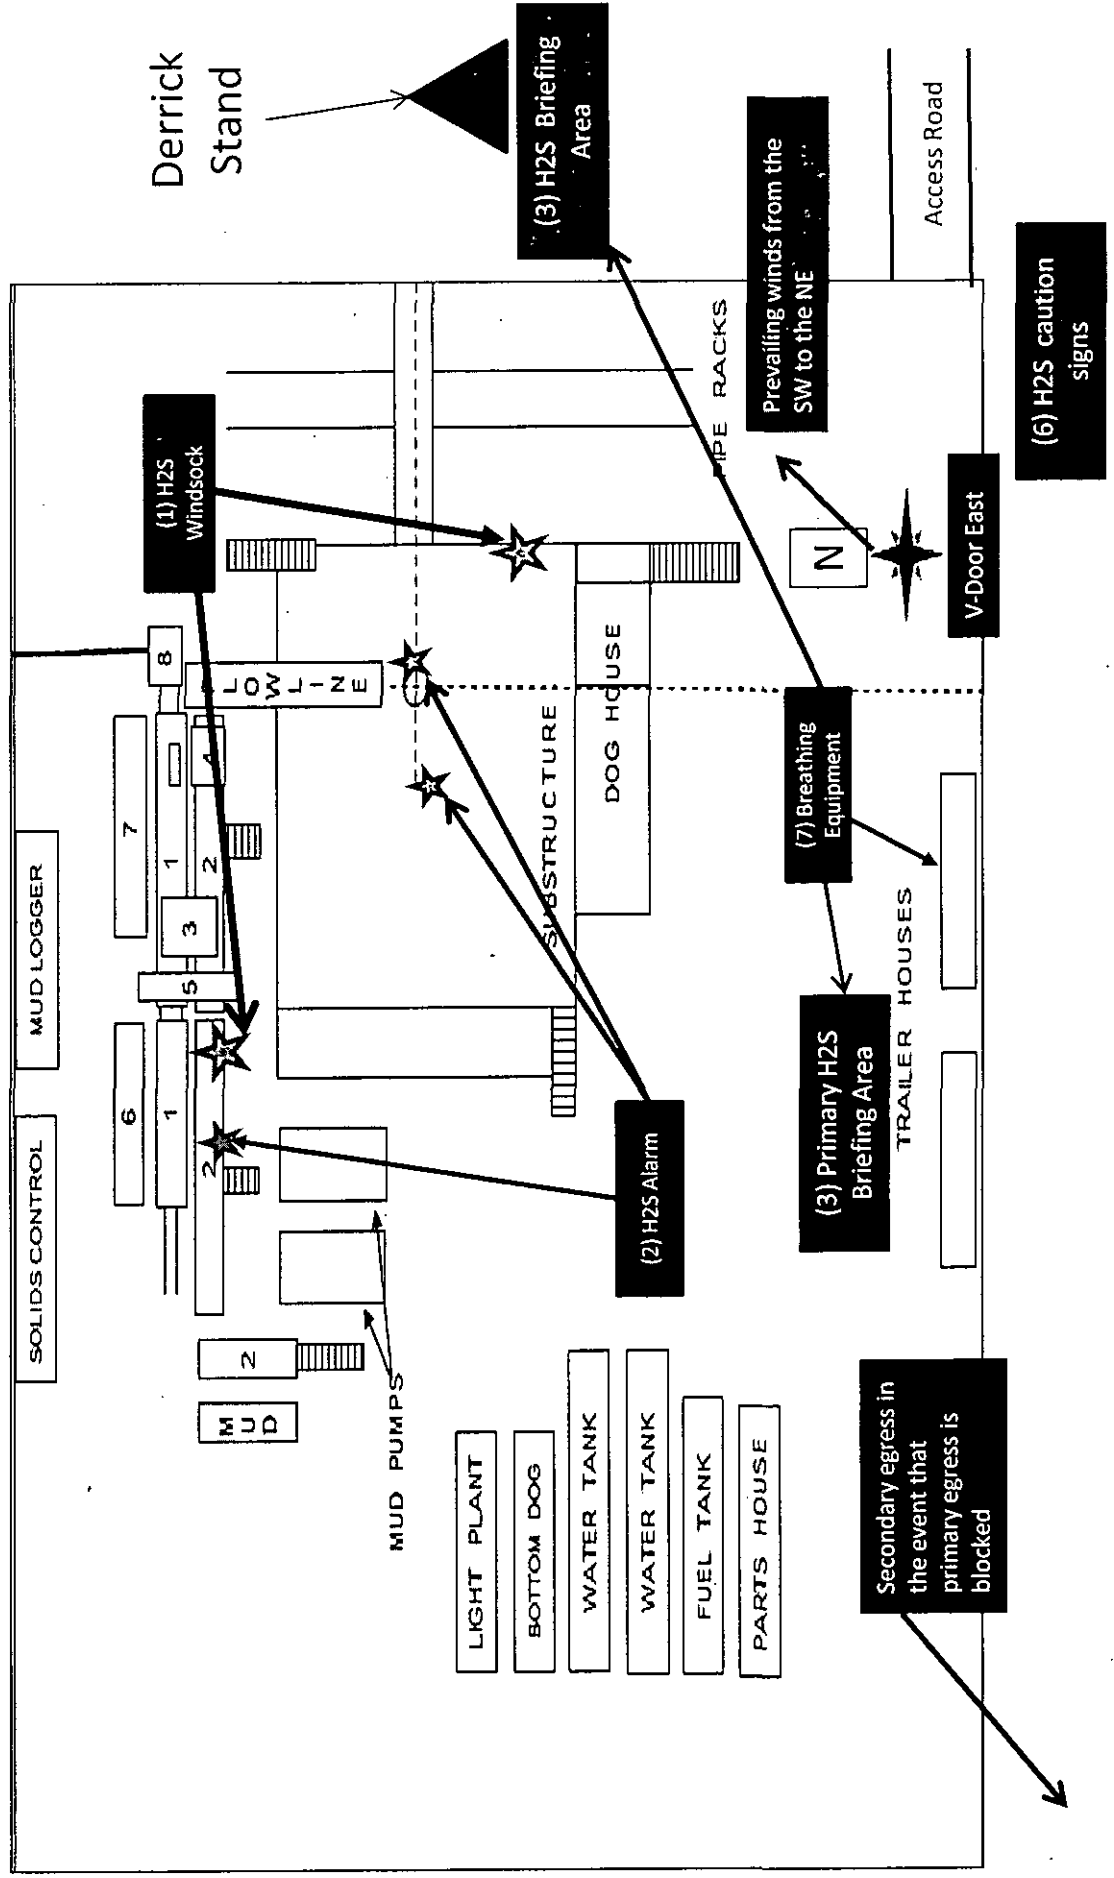 SOLIDS CONTROL
MUD LOGGER
6
7
1
1
8
5
3
2
2
4
2
MUD
FLOWLINE
(1) H2S
Windsock
Derrick
Stand
MUD PUMPS
LIGHT PLANT
BOTTOM DOG
WATER TANK
WATER TANK
FUEL TANK
PARTS HOUSE
SUBSTRUCTURE
DOG HOUSE
(2) H2S Alarm
(3) H2S Briefing
Area
PIPE RACKS
Prevailing winds from the
SW to the NE
N
(7) Breathing
Equipment
(3) Primary H2S
Briefing Area
TRAILER HOUSES
Access Road
V-Door East
(6) H2S caution
signs
Secondary egress in
the event that
primary egress is
blocked